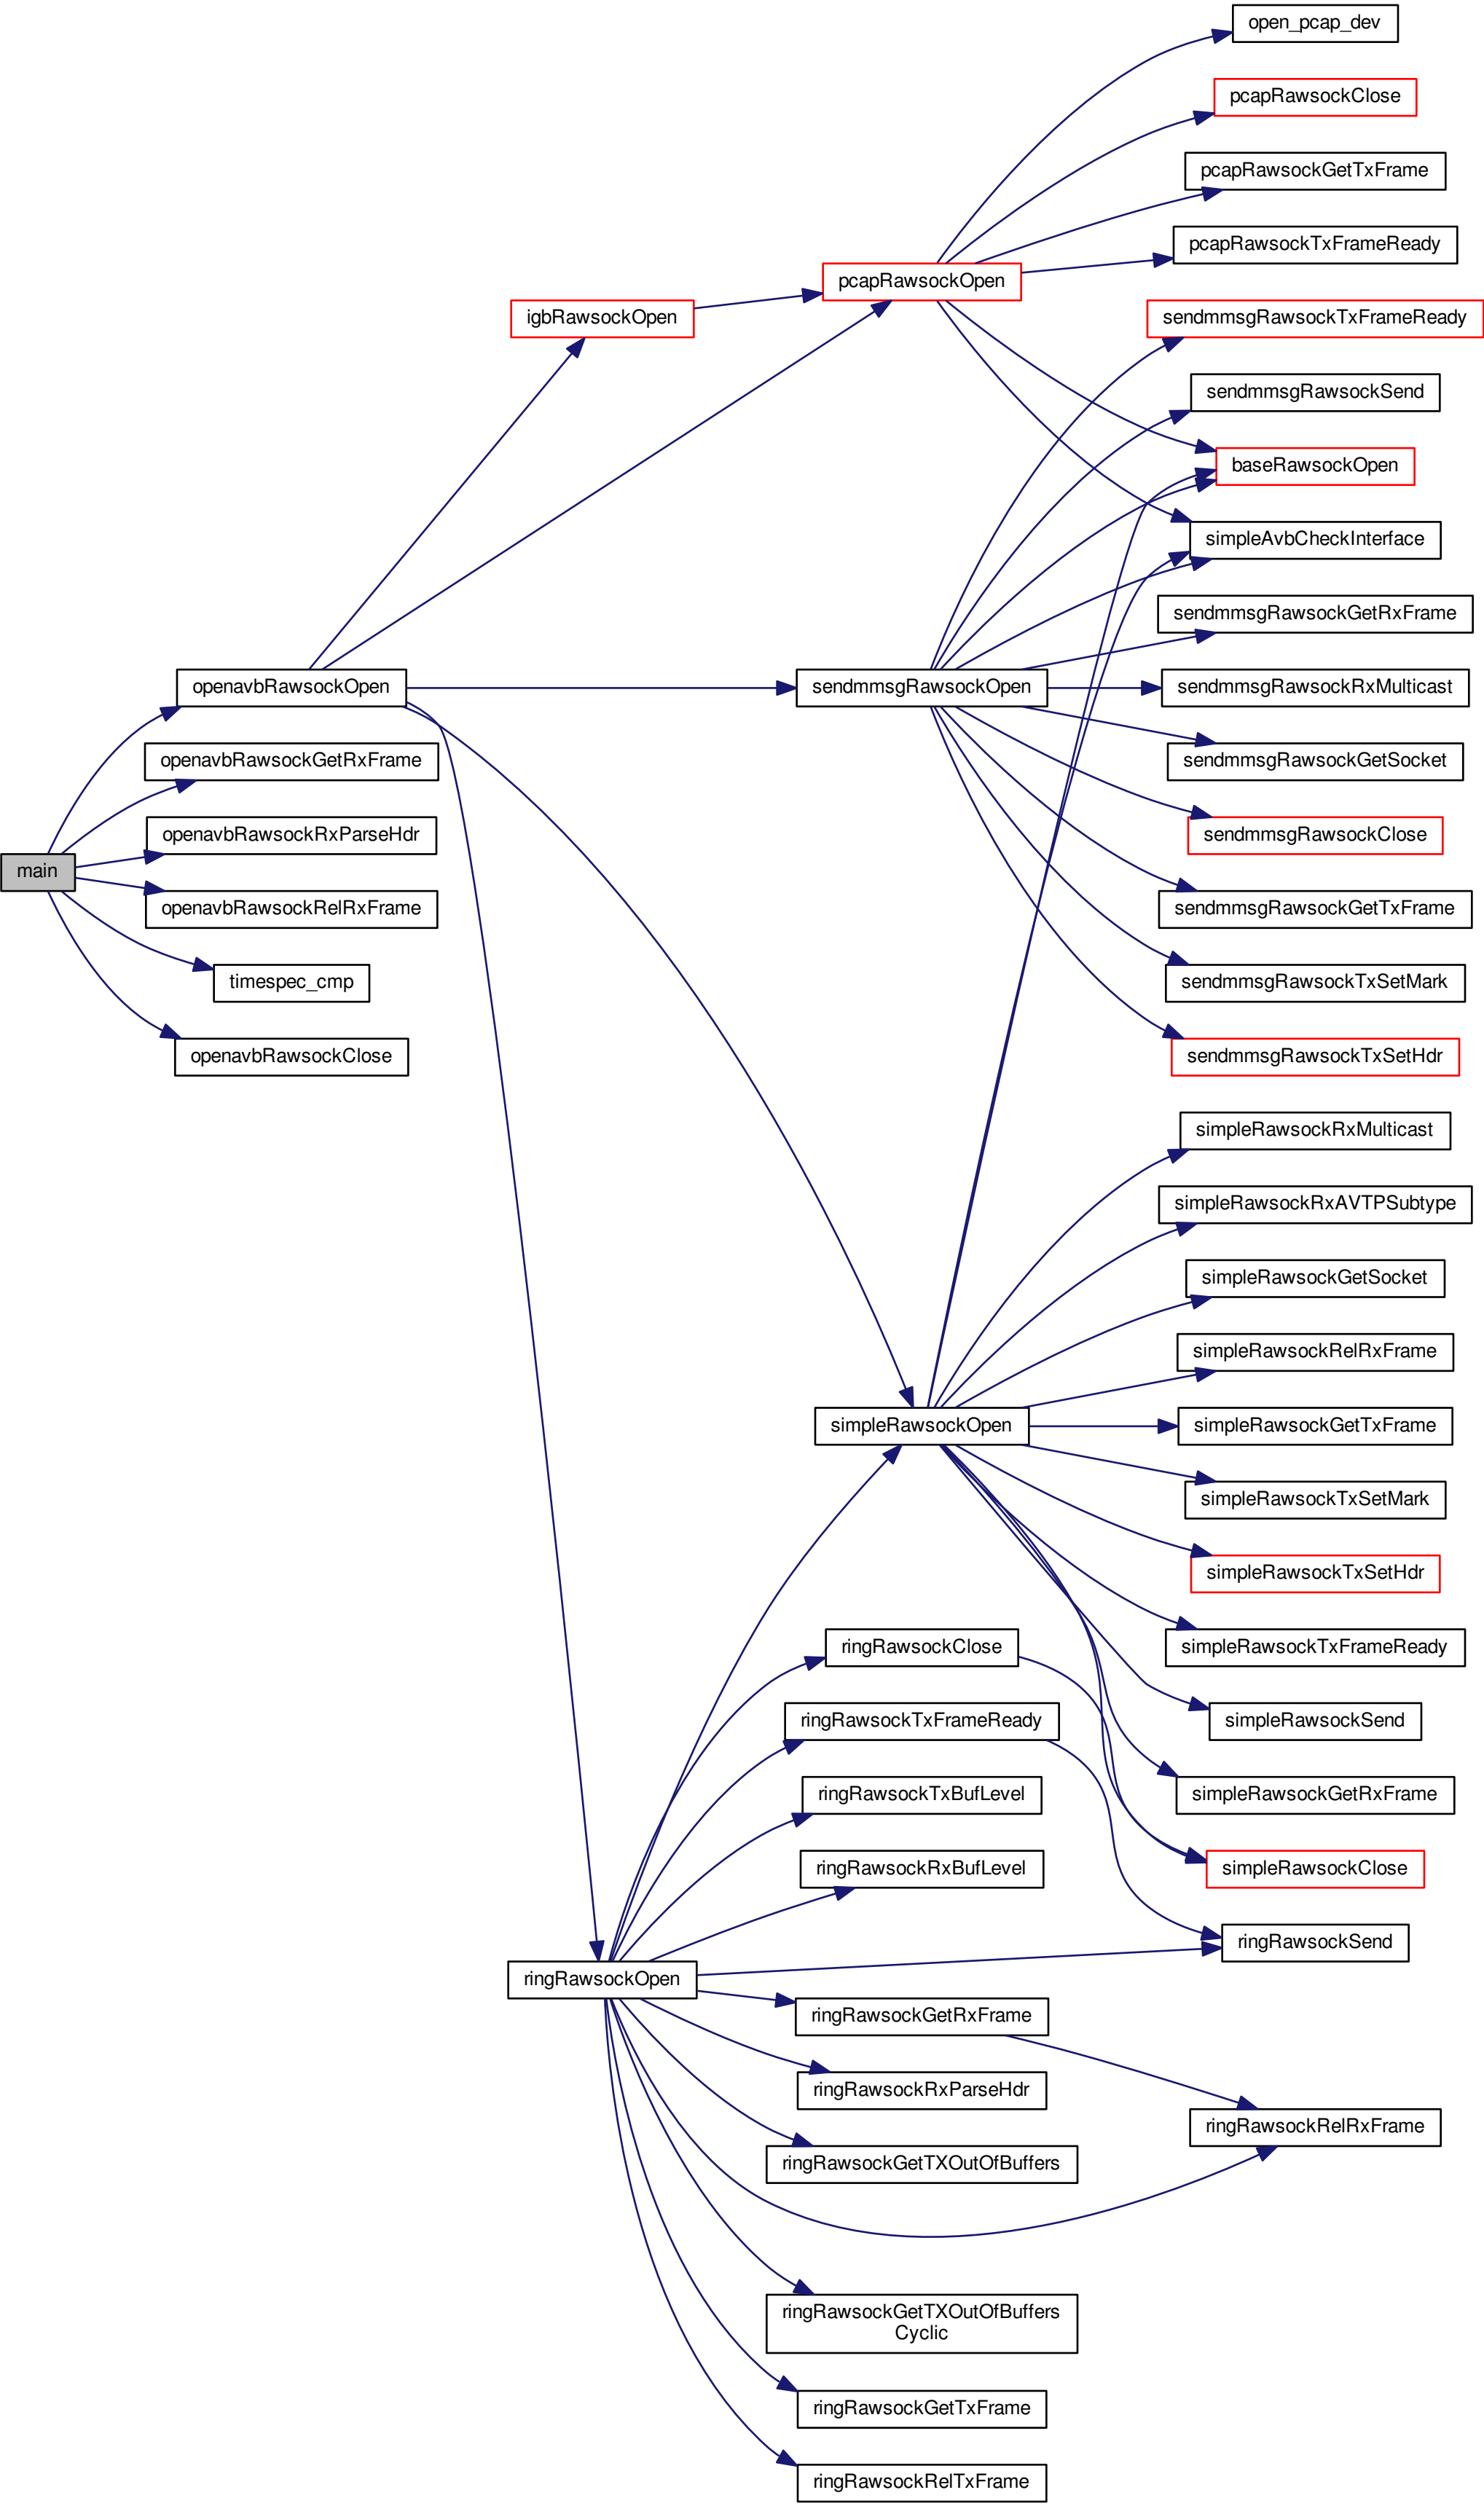 open_pcap_dev
pcapRawsockClose
pcapRawsockGetTxFrame
pcapRawsockTxFrameReady
pcapRawsockOpen
igbRawsockOpen
sendmmsgRawsockTxFrameReady
sendmmsgRawsockSend
baseRawsockOpen
simpleAvbCheckInterface
sendmmsgRawsockGetRxFrame
openavbRawsockOpen
sendmmsgRawsockOpen
sendmmsgRawsockRxMulticast
openavbRawsockGetRxFrame
sendmmsgRawsockGetSocket
openavbRawsockRxParseHdr
sendmmsgRawsockClose
main
openavbRawsockRelRxFrame
sendmmsgRawsockGetTxFrame
timespec_cmp
sendmmsgRawsockTxSetMark
openavbRawsockClose
sendmmsgRawsockTxSetHdr
simpleRawsockRxMulticast
simpleRawsockRxAVTPSubtype
simpleRawsockGetSocket
simpleRawsockRelRxFrame
simpleRawsockOpen
simpleRawsockGetTxFrame
simpleRawsockTxSetMark
simpleRawsockTxSetHdr
ringRawsockClose
simpleRawsockTxFrameReady
ringRawsockTxFrameReady
simpleRawsockSend
ringRawsockTxBufLevel
simpleRawsockGetRxFrame
ringRawsockRxBufLevel
simpleRawsockClose
ringRawsockSend
ringRawsockOpen
ringRawsockGetRxFrame
ringRawsockRxParseHdr
ringRawsockRelRxFrame
ringRawsockGetTXOutOfBuffers
ringRawsockGetTXOutOfBuffers
Cyclic
ringRawsockGetTxFrame
ringRawsockRelTxFrame